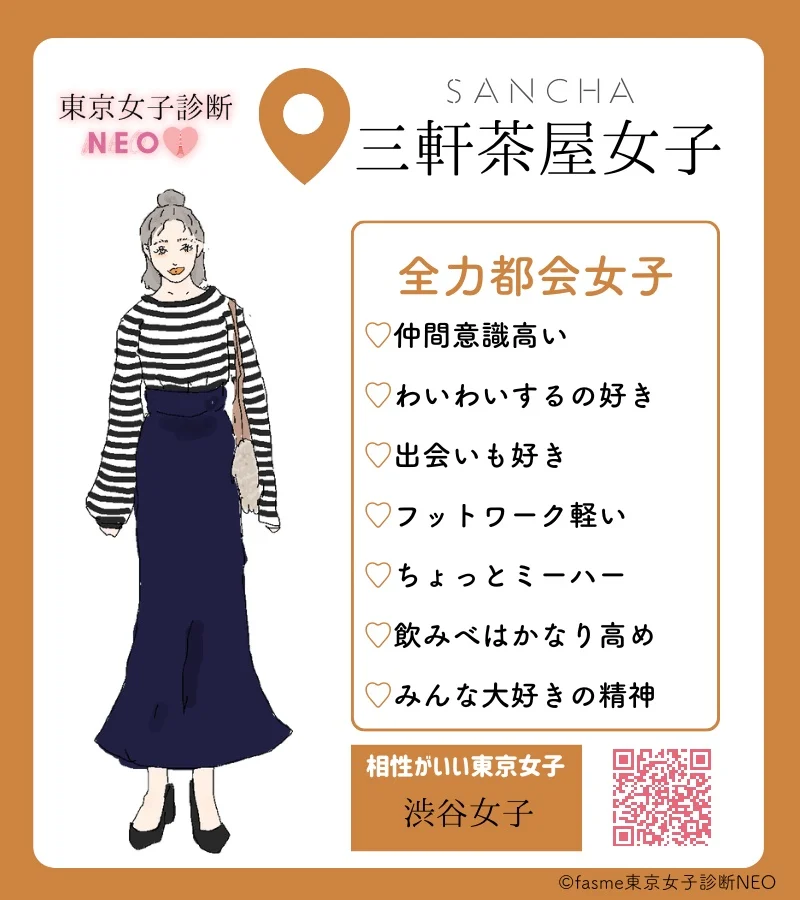 東京女子診断
NEO
SANCHA
三軒茶屋女子
全力都会女子
♡仲間意識高い
♡わいわいするの好き
♡出会いも好き
♡フットワーク軽い
♡ちょっとミーハー
♡飲みべはかなり高め
♡みんな大好きの精神
相性がいい東京女子
渋谷女子
©fasme東京女子診断NEO